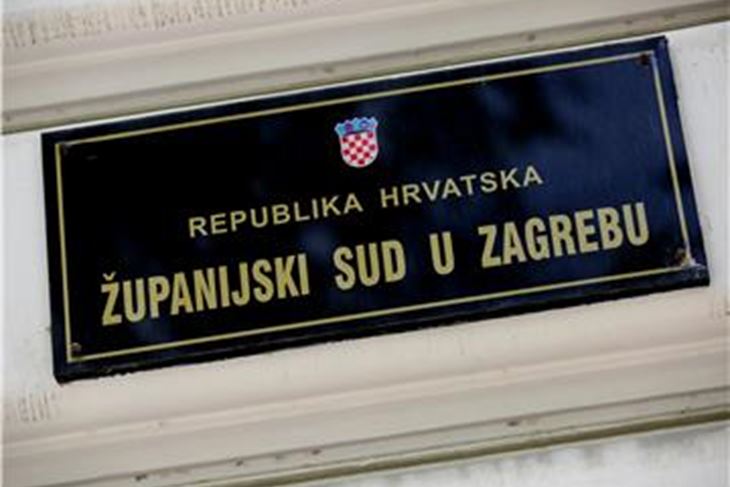 REPUBLIKA HRVATSKA
ŽUPANIJSKI SUD U ZAGREBU